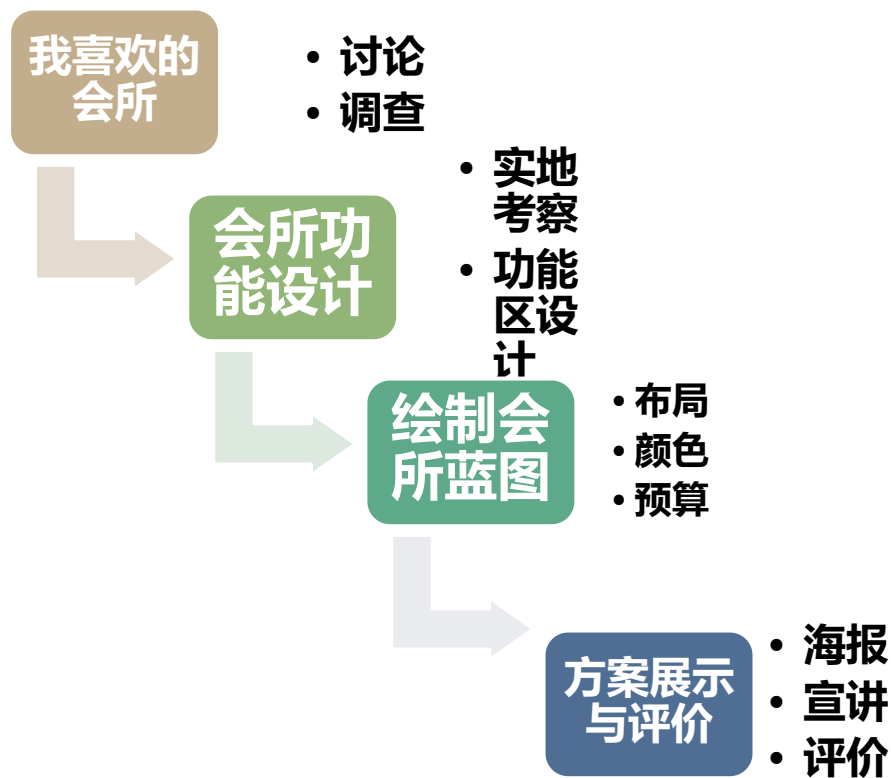 我喜欢的
会所
• 讨论
• 调查
会所功
能设计
• 实地
考察
• 功能
区设
计
绘制会
所蓝图
• 布局
• 颜色
• 预算
方案展示
与评价
• 海报
• 宣讲
• 评价